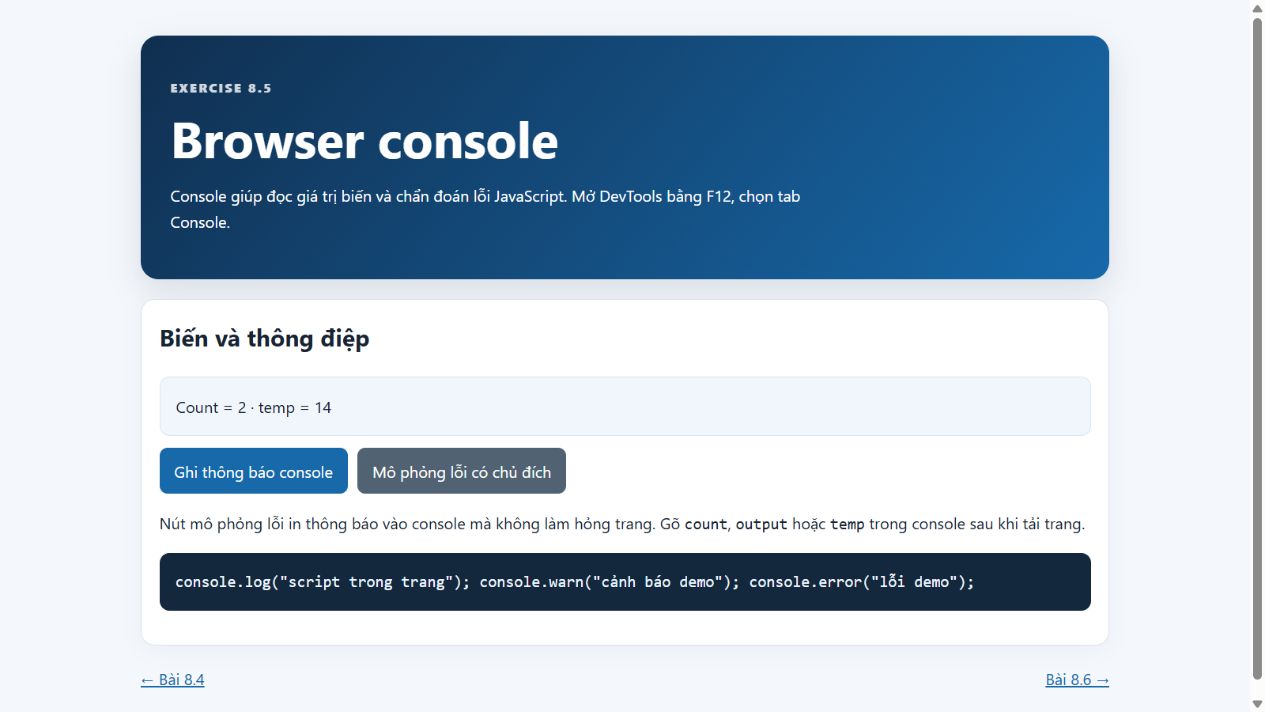 EXERCISE 8.5
Browser console
Console giúp đọc giá trị biến và chẩn đoán lỗi JavaScript. Mở DevTools bằng F12, chọn tab
Console.
Biến và thông điệp
Count = 2 · temp = 14
Ghi thông báo console
Mô phỏng lỗi có chủ đích
Nút mô phỏng lỗi in thông báo vào console mà không làm hỏng trang. Gõ count, output hoặc temp trong console sau khi tải trang.
console.log("script trong trang"); console.warn("cảnh báo demo"); console.error("lỗi demo");
← Bài 8.4
Bài 8.6 →